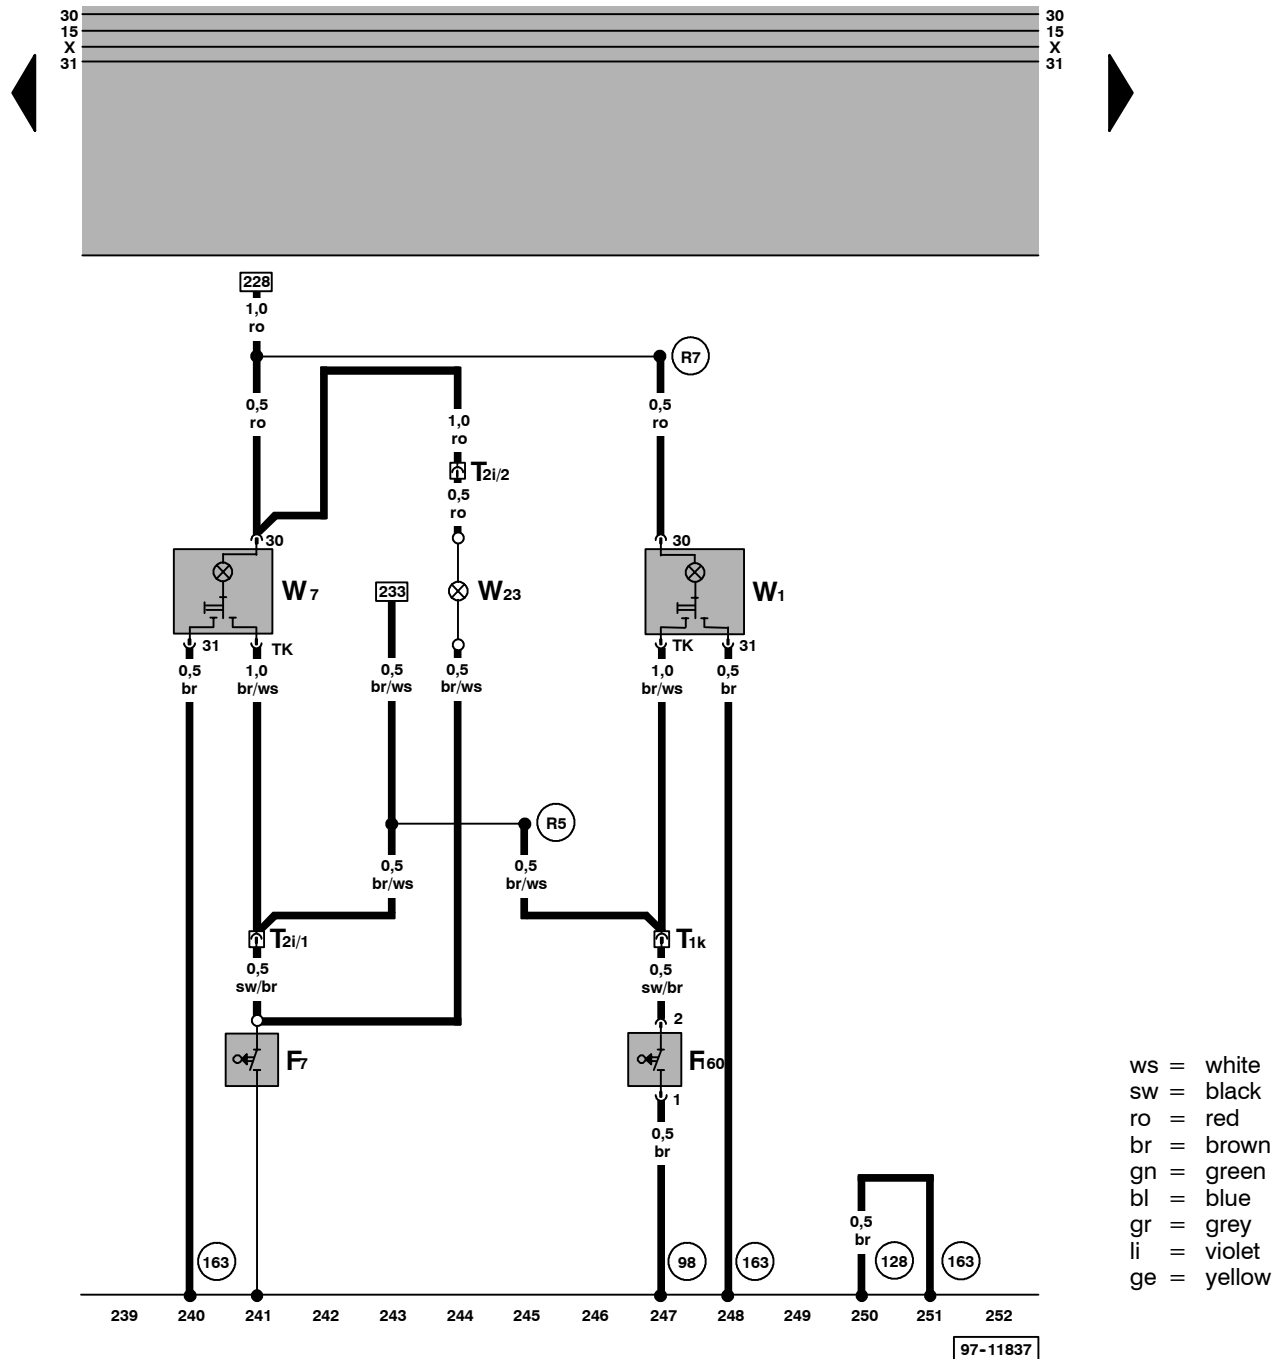 30 30
15 15
X X
31 31
228
1,0
ro
R7
0,5
ro
1,0
ro
0,5
ro
T2i/2
0,5
ro
30
30
W7
233
W23
W1
31
TK
TK
31
0,5
br
1,0
br/ws
0,5
br/ws
0,5
br/ws
1,0
br/ws
0,5
br
R5
0,5
br/ws
0,5
br/ws
T2i/1
T1k
0,5
sw/br
0,5
sw/br
2
F7
F160
1
0,5
br
0,5
br
163
98
163
128
163
239 240 241 242 243 244 245 246 247 248 249 250 251 252
97-11837
ws = white
sw = black
ro = red
br = brown
gn = green
bl = blue
gr = grey
li = violet
ge = yellow